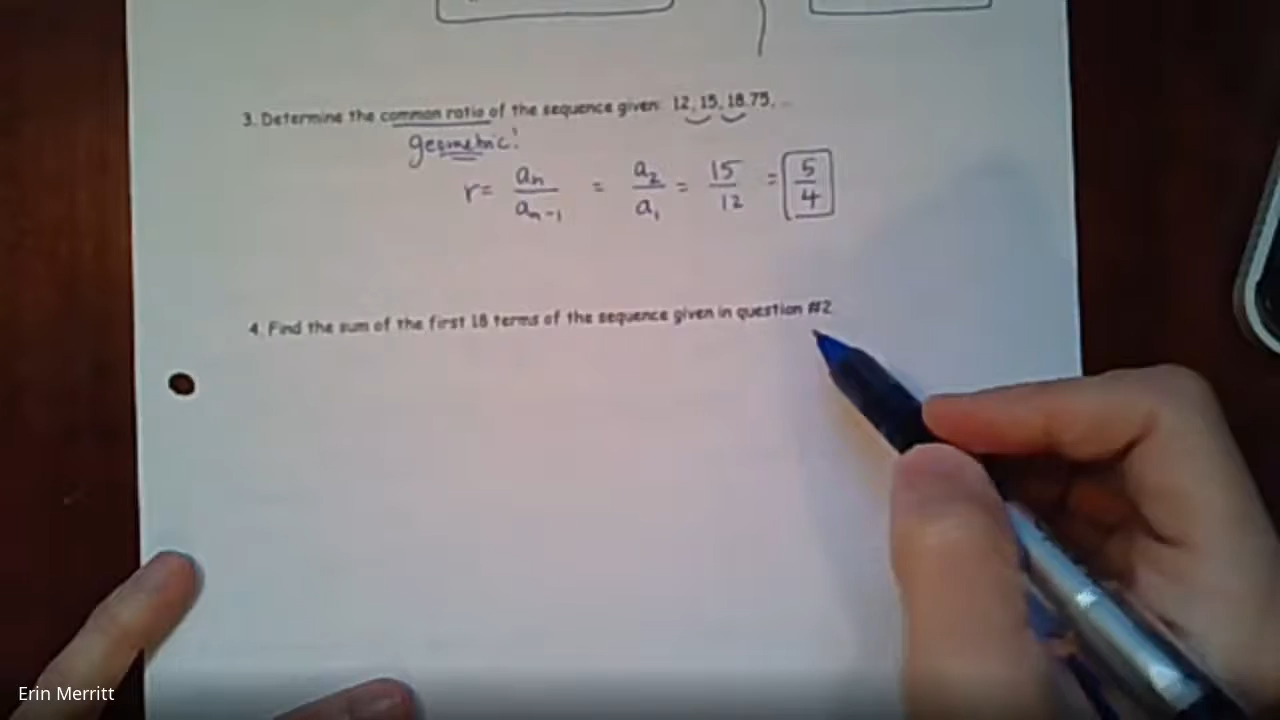 3. Determine the common ratio of the sequence given: 12, 15, 18.75, ...
geometric!
r = aₙ/aₙ₋₁ = a₂/a₁ = 15/12 = 5/4
4. Find the sum of the first 18 terms of the sequence given in question #2
Erin Merritt